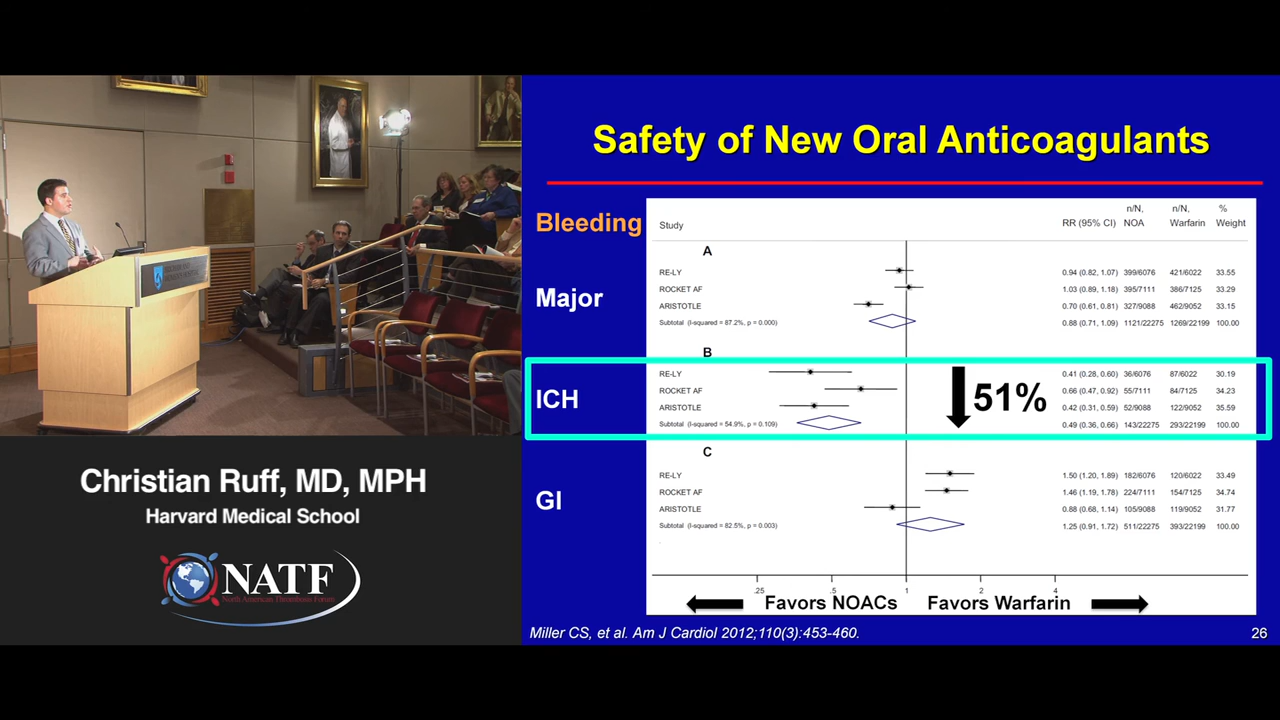 Safety of New Oral Anticoagulants
Bleeding
Study
RR (95% CI)
n/N, NOA
n/N, Warfarin
% Weight
Major
A
RE-LY 0.94 (0.82, 1.07) 399/6076 421/6022 33.55
ROCKET AF 1.03 (0.89, 1.18) 395/7111 386/7125 33.29
ARISTOTLE 0.70 (0.61, 0.81) 327/9088 462/9052 33.15
Subtotal (I-squared = 87.2%, p = 0.000) 0.88 (0.71, 1.09) 1121/22275 1269/22199 100.00
ICH
B
RE-LY 0.41 (0.28, 0.60) 36/6076 87/6022 30.19
ROCKET AF 0.66 (0.47, 0.92) 55/7111 84/7125 34.23
ARISTOTLE 0.42 (0.31, 0.59) 52/9088 122/9052 35.59
Subtotal (I-squared = 54.9%, p = 0.109) 0.49 (0.36, 0.66) 143/22275 293/22199 100.00
51%
GI
C
RE-LY 1.50 (1.20, 1.89) 182/6076 120/6022 33.49
ROCKET AF 1.46 (1.19, 1.78) 224/7111 154/7125 34.74
ARISTOTLE 0.88 (0.68, 1.14) 105/9088 119/9052 31.77
Subtotal (I-squared = 82.5%, p = 0.003) 1.25 (0.91, 1.72) 511/22275 393/22199 100.00
.25 .5 1 2 4
Favors NOACs Favors Warfarin
Miller CS, et al. Am J Cardiol 2012;110(3):453-460.
26
Christian Ruff, MD, MPH
Harvard Medical School
NATF
North American Thrombosis Forum